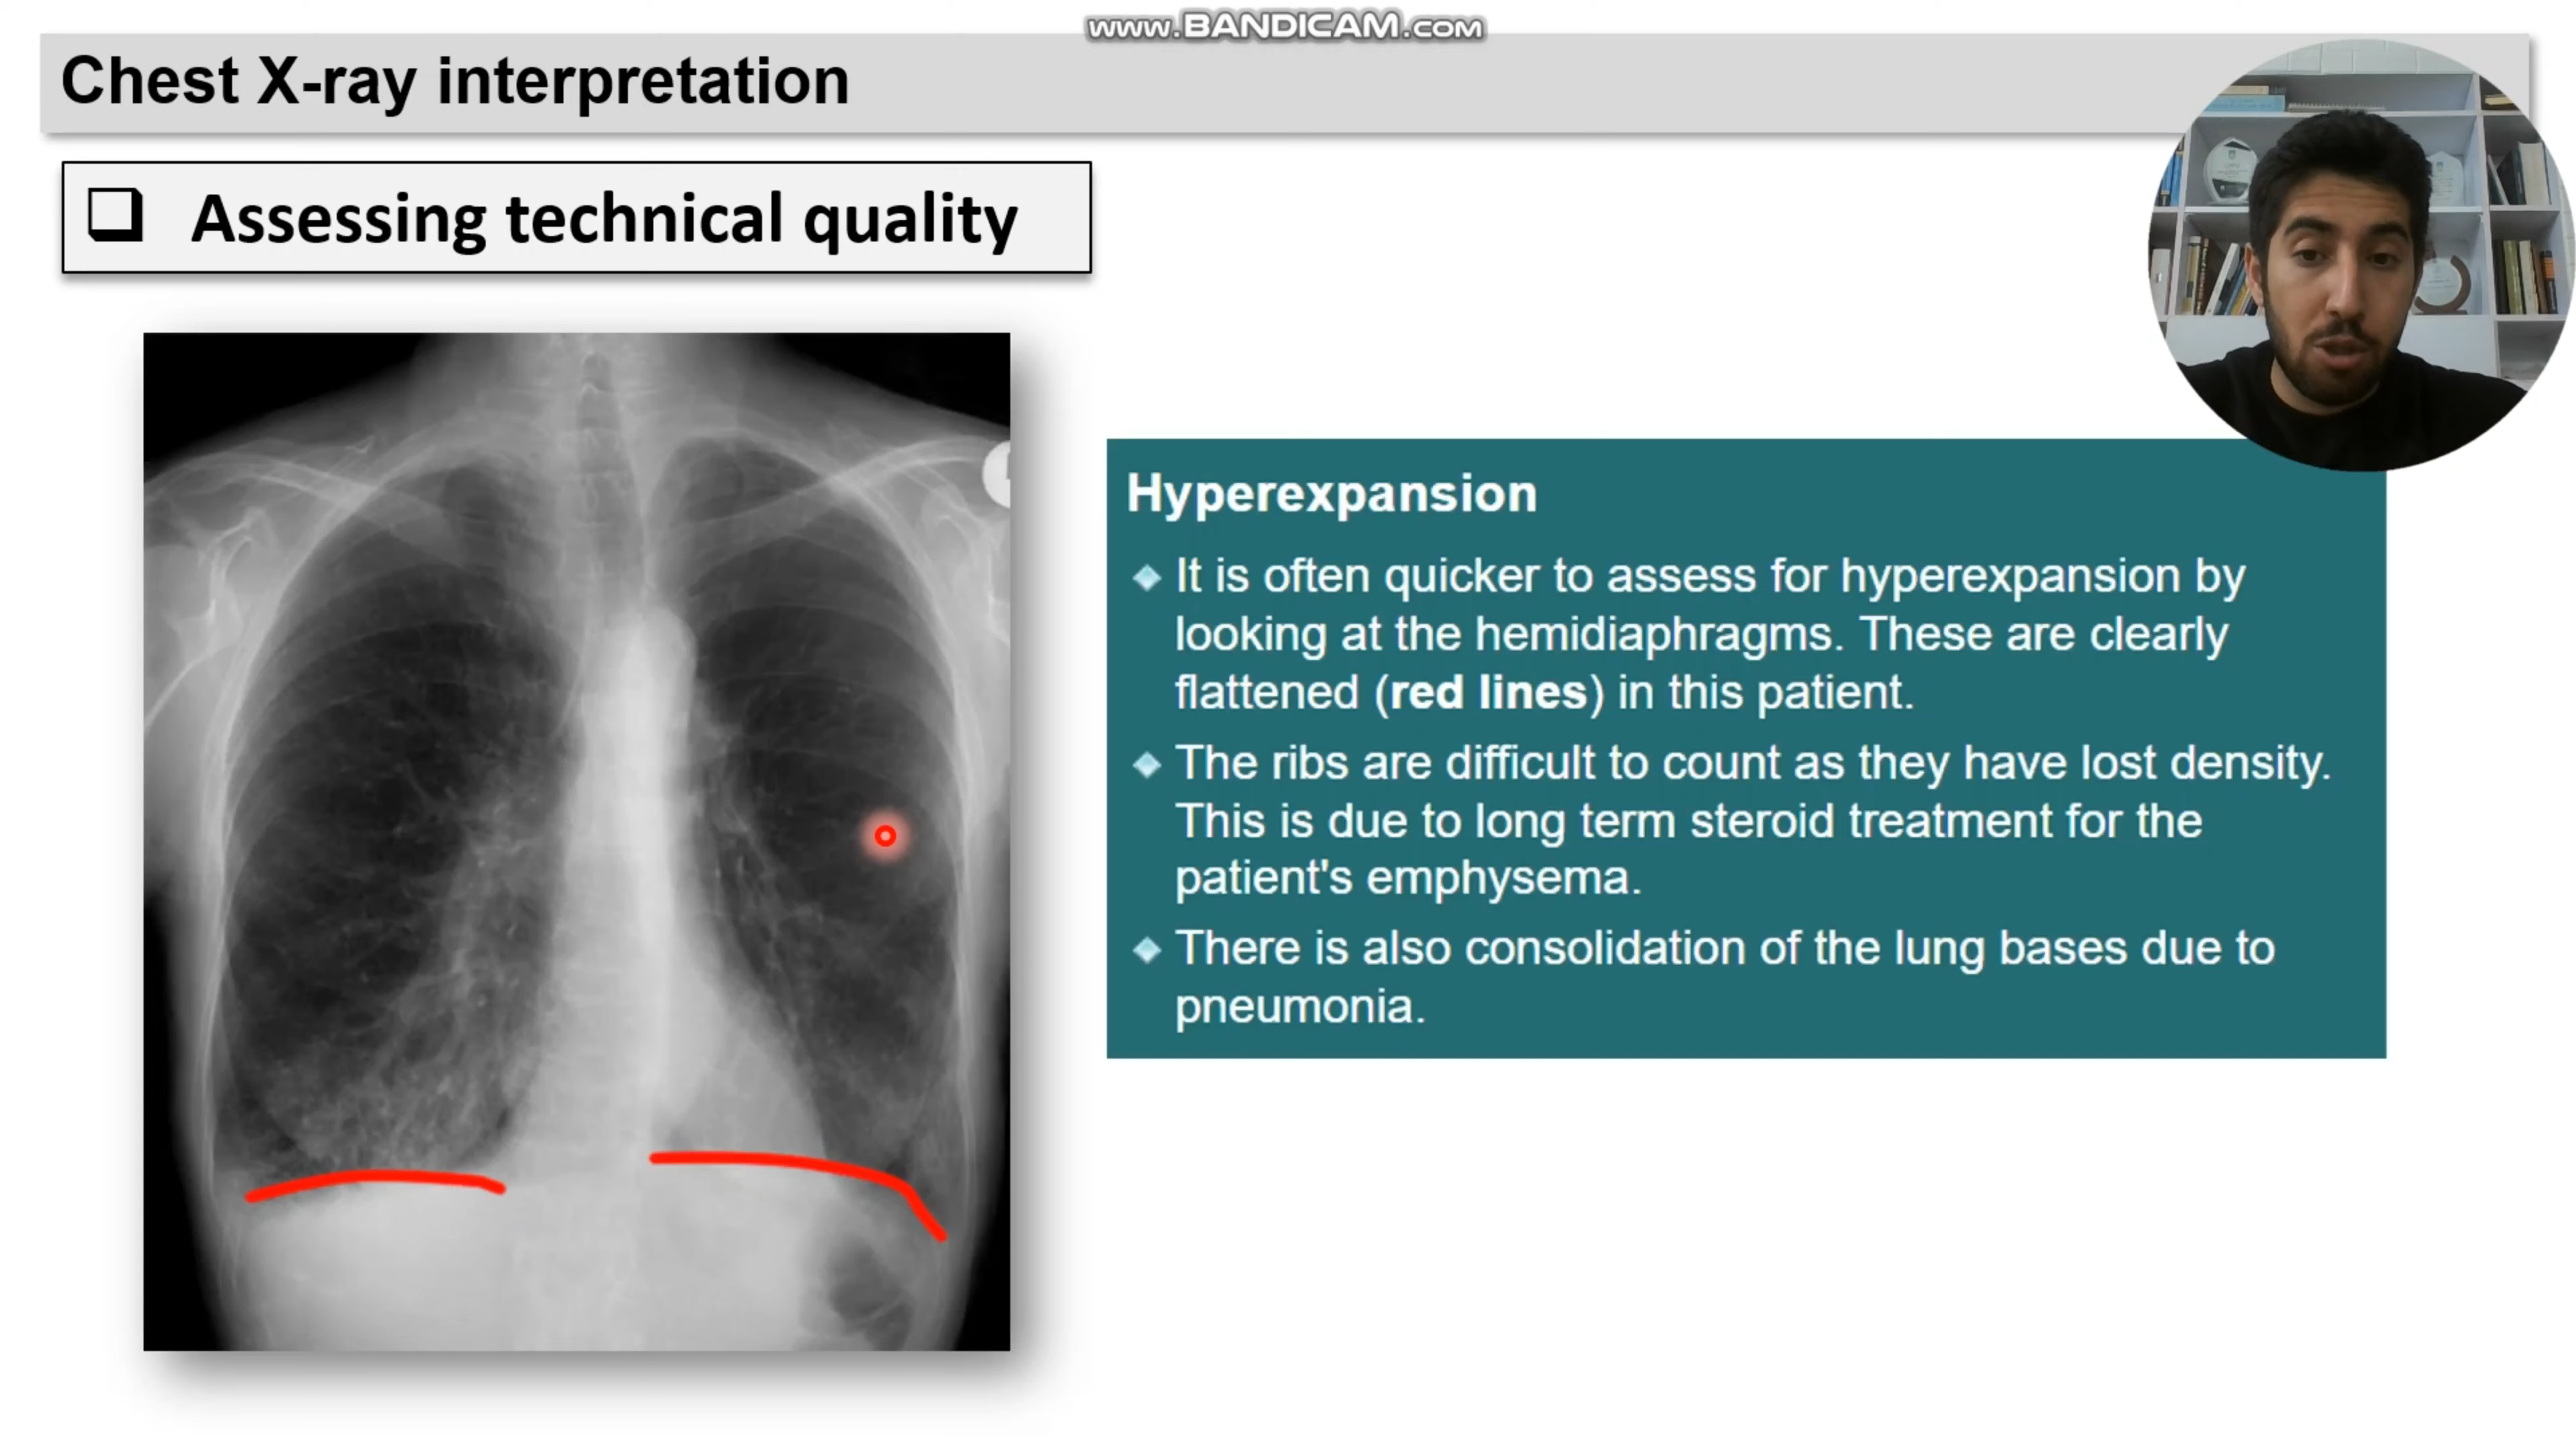 www.BANDICAM.com
Chest X-ray interpretation
Assessing technical quality
Hyperexpansion
It is often quicker to assess for hyperexpansion by
looking at the hemidiaphragms. These are clearly
flattened (red lines) in this patient.
The ribs are difficult to count as they have lost density.
This is due to long term steroid treatment for the
patient's emphysema.
There is also consolidation of the lung bases due to
pneumonia.